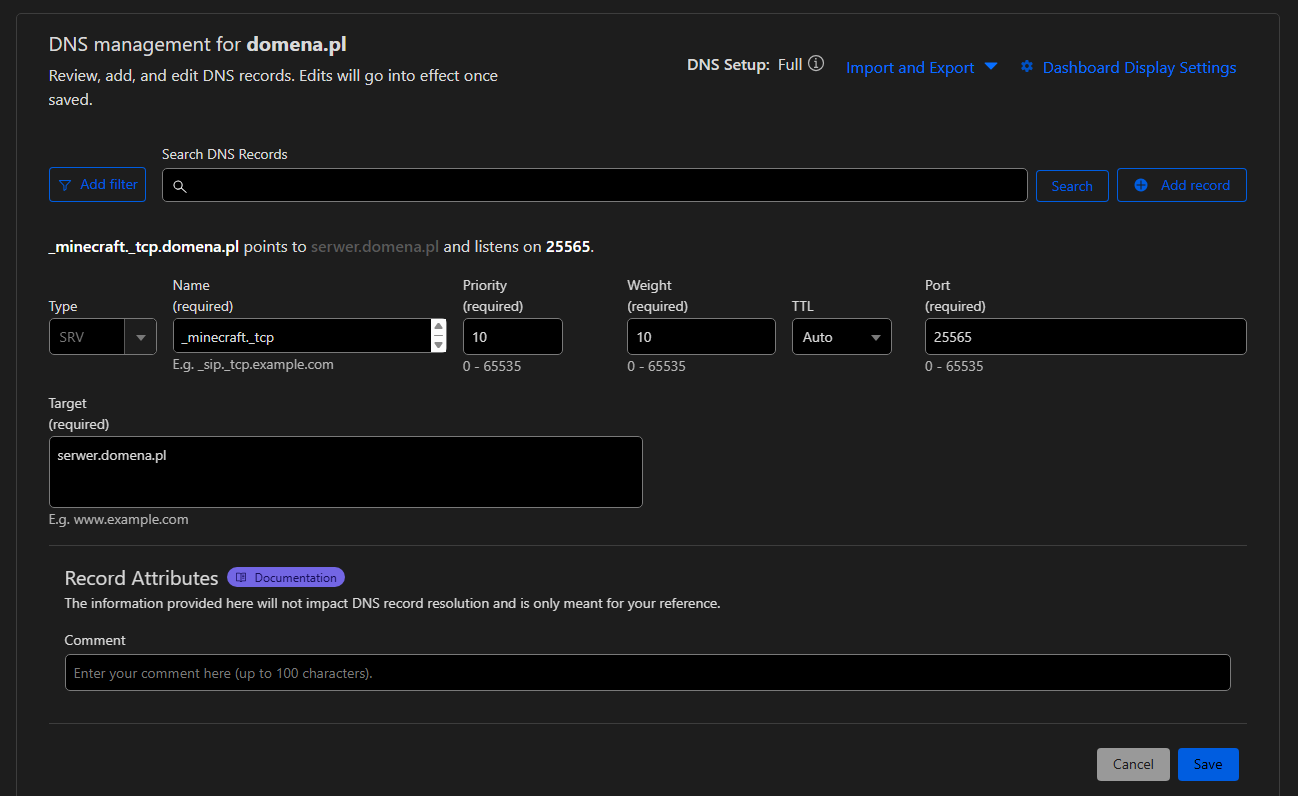 DNS management for domena.pl
Review, add, and edit DNS records. Edits will go into effect once
saved.
DNS Setup: Full
Import and Export
Dashboard Display Settings
Search DNS Records
Add filter
Search
Add record
_minecraft._tcp.domena.pl points to serwer.domena.pl and listens on 25565.
Type
Name
(required)
Priority
(required)
Weight
(required)
TTL
Port
(required)
SRV
_minecraft._tcp
10
10
Auto
25565
E.g. _sip._tcp.example.com
0 - 65535
0 - 65535
0 - 65535
Target
(required)
serwer.domena.pl
E.g. www.example.com
Record Attributes
Documentation
The information provided here will not impact DNS record resolution and is only meant for your reference.
Comment
Enter your comment here (up to 100 characters).
Cancel
Save